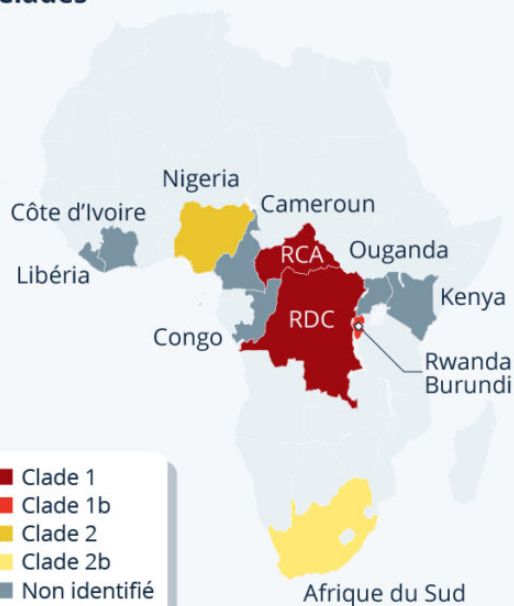 Nigeria
Cameroun
Côte d'Ivoire
RCA
Ouganda
Libéria
Kenya
RDC
Congo
Rwanda
Burundi
Clade 1
Clade 1b
Clade 2
Clade 2b
Non identifié
Afrique du Sud